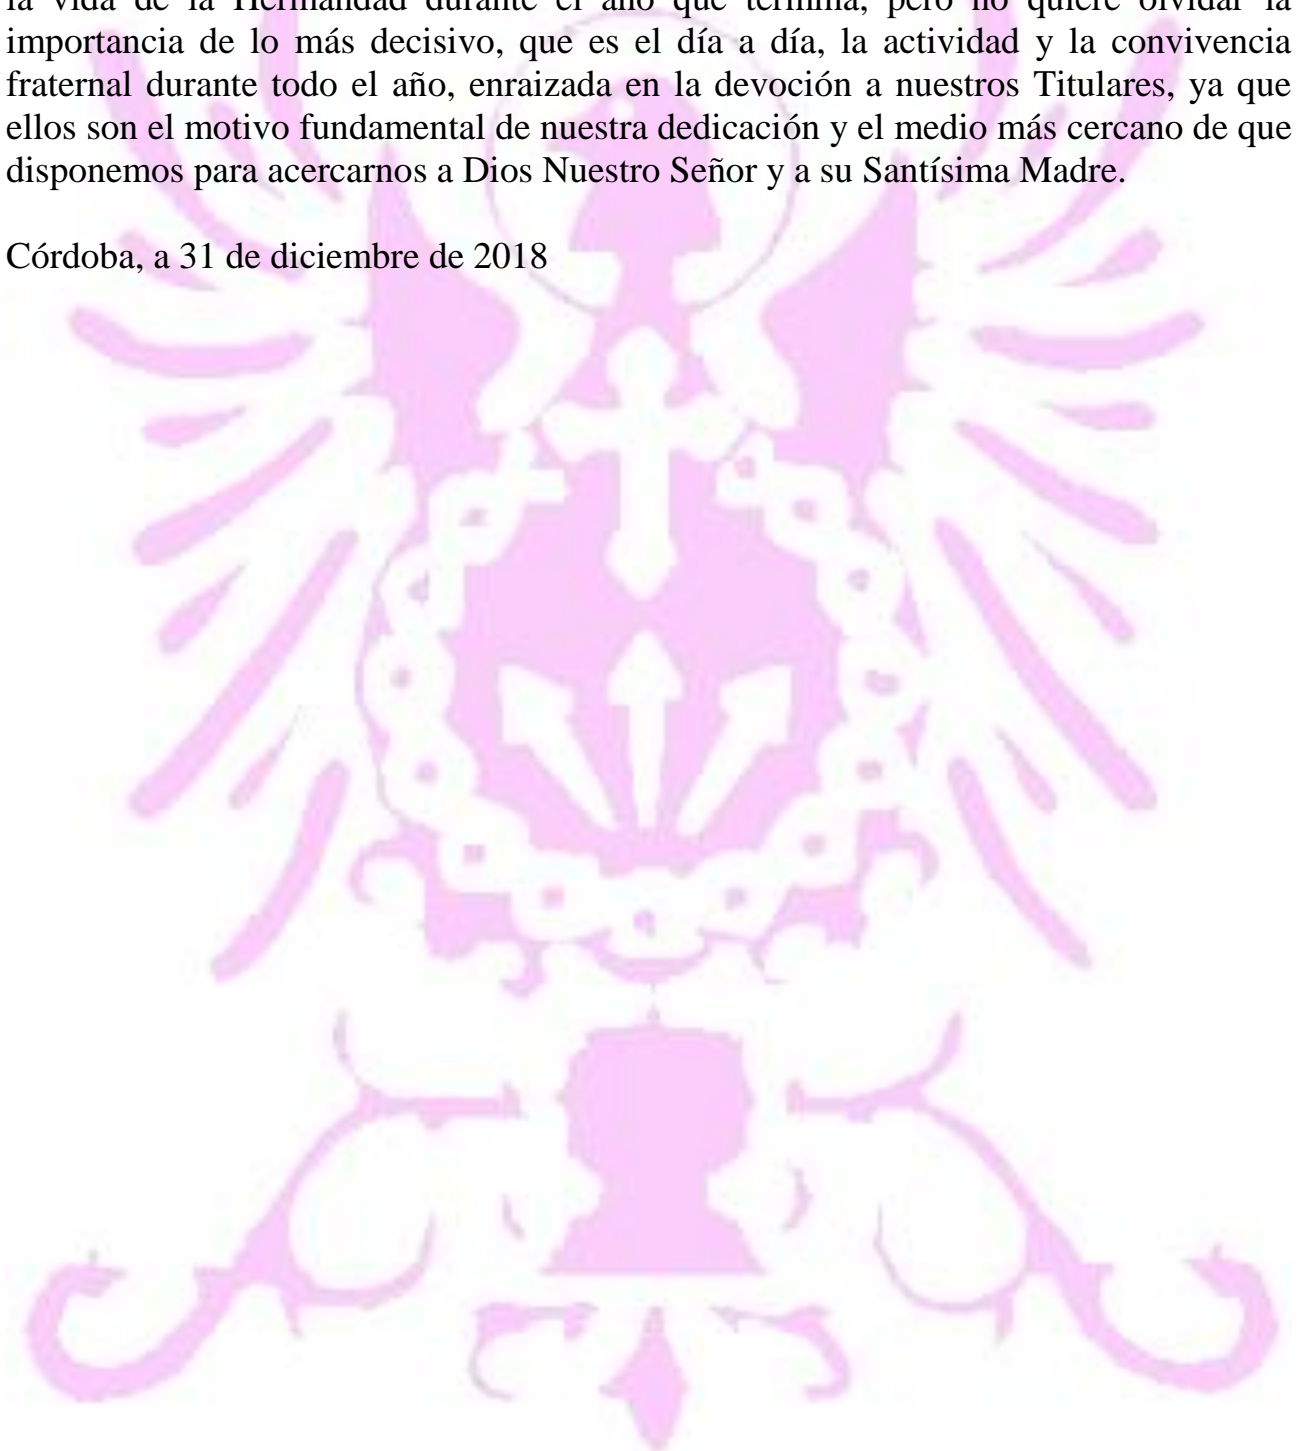 la vida de la Hermandad durante el año que termina, pero no quiere olvidar la
importancia de lo más decisivo, que es el día a día, la actividad y la convivencia
fraternal durante todo el año, enraizada en la devoción a nuestros Titulares, ya que
ellos son el motivo fundamental de nuestra dedicación y el medio más cercano de que
disponemos para acercarnos a Dios Nuestro Señor y a su Santísima Madre.
Córdoba, a 31 de diciembre de 2018